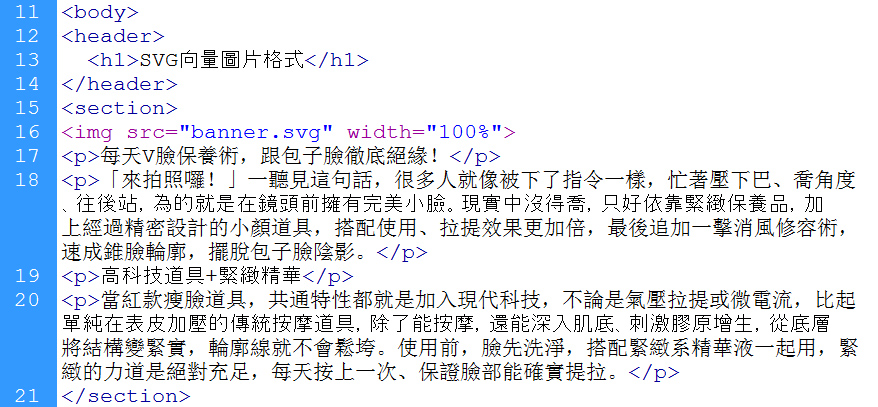 11 <body>
12 <header>
13 <h1>SVG向量圖片格式</h1>
14 </header>
15 <section>
16 <img src="banner.svg" width="100%">
17 <p>每天V臉保養術，跟包子臉徹底絕緣！</p>
18 <p>「來拍照囉！」一聽見這句話，很多人就像被下了指令一樣，忙著壓下巴、喬角度
、往後站，為的就是在鏡頭前擁有完美小臉。現實中沒得喬，只好依靠緊緻保養品，加
上經過精密設計的小顏道具，搭配使用、拉提效果更加倍，最後追加一擊消風修容術，
速成錐臉輪廓，擺脫包子臉陰影。</p>
19 <p>高科技道具+緊緻精華</p>
20 <p>當紅款瘦臉道具，共通特性都就是加入現代科技，不論是氣壓拉提或微電流，比起
單純在表皮加壓的傳統按摩道具，除了能按摩，還能深入肌底、刺激膠原增生，從底層
將結構變緊實，輪廓線就不會鬆垮。使用前，臉先洗淨，搭配緊緻系精華液一起用，緊
緻的力道是絕對充足，每天按上一次、保證臉部能確實提拉。</p>
21 </section>